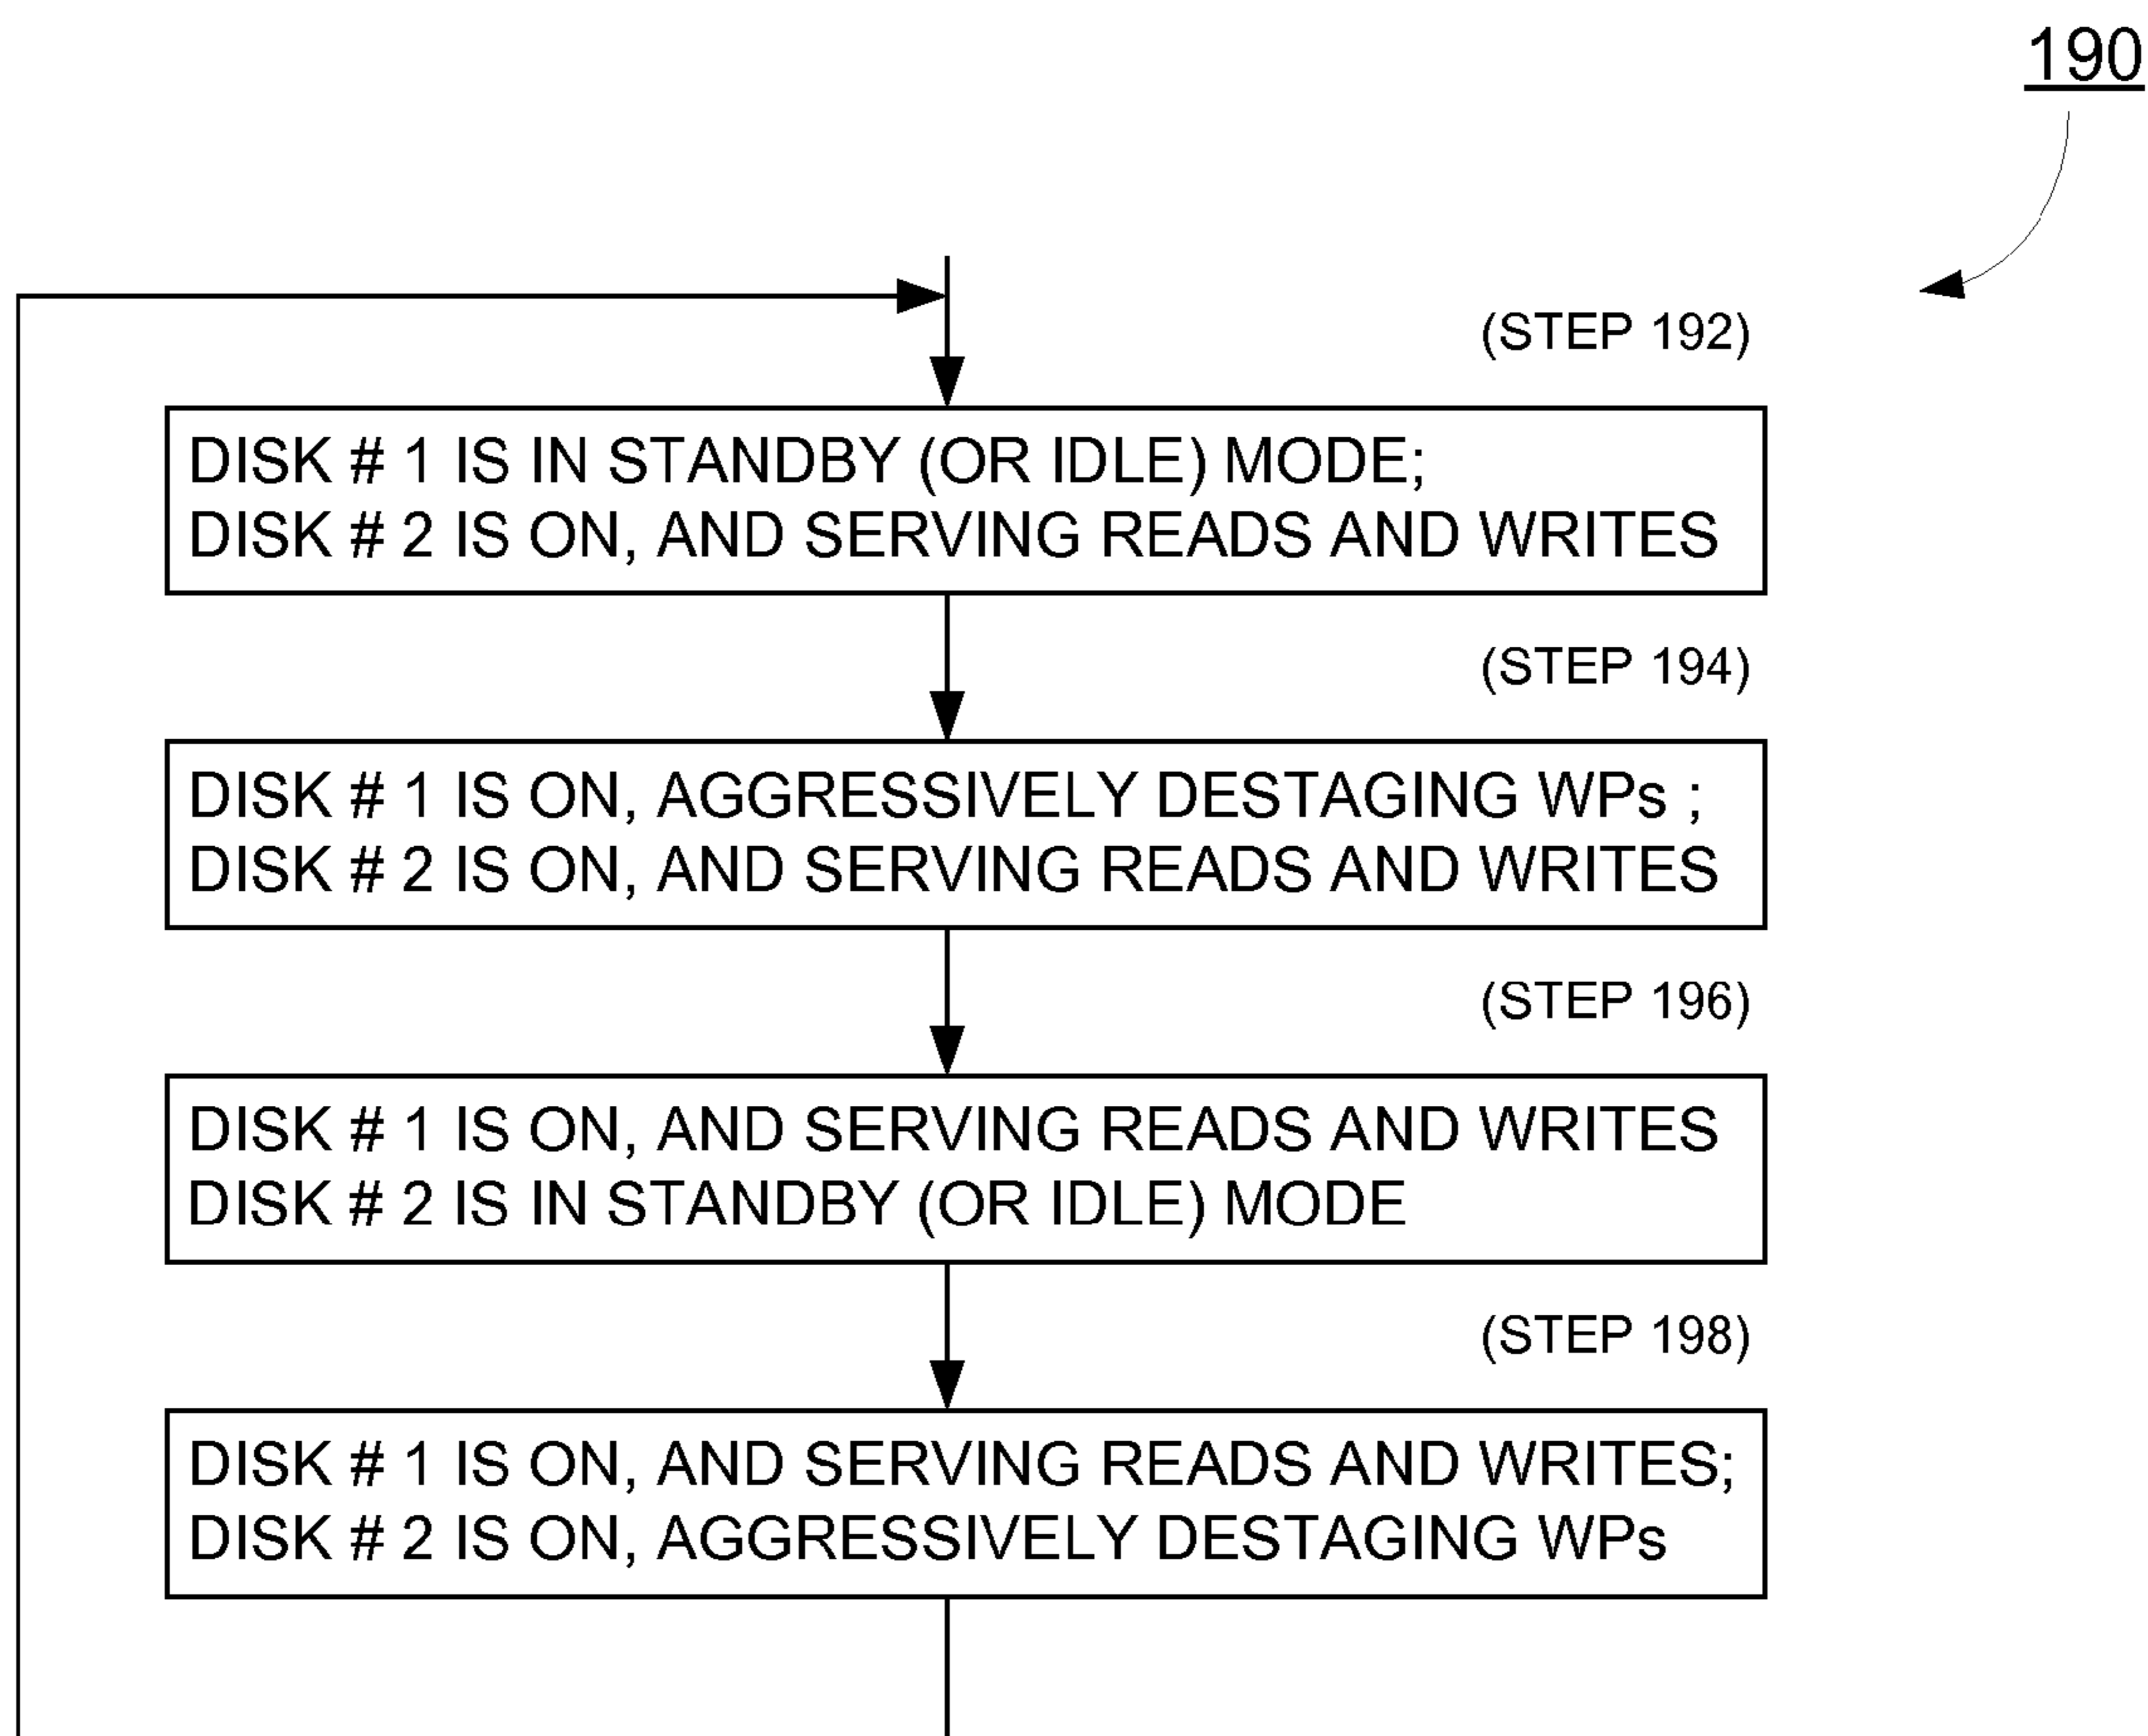 190
(STEP 192)
DISK # 1 IS IN STANDBY (OR IDLE) MODE;
DISK # 2 IS ON, AND SERVING READS AND WRITES
(STEP 194)
DISK # 1 IS ON, AGGRESSIVELY DESTAGING WPs ;
DISK # 2 IS ON, AND SERVING READS AND WRITES
(STEP 196)
DISK # 1 IS ON, AND SERVING READS AND WRITES
DISK # 2 IS IN STANDBY (OR IDLE) MODE
(STEP 198)
DISK # 1 IS ON, AND SERVING READS AND WRITES;
DISK # 2 IS ON, AGGRESSIVELY DESTAGING WPs